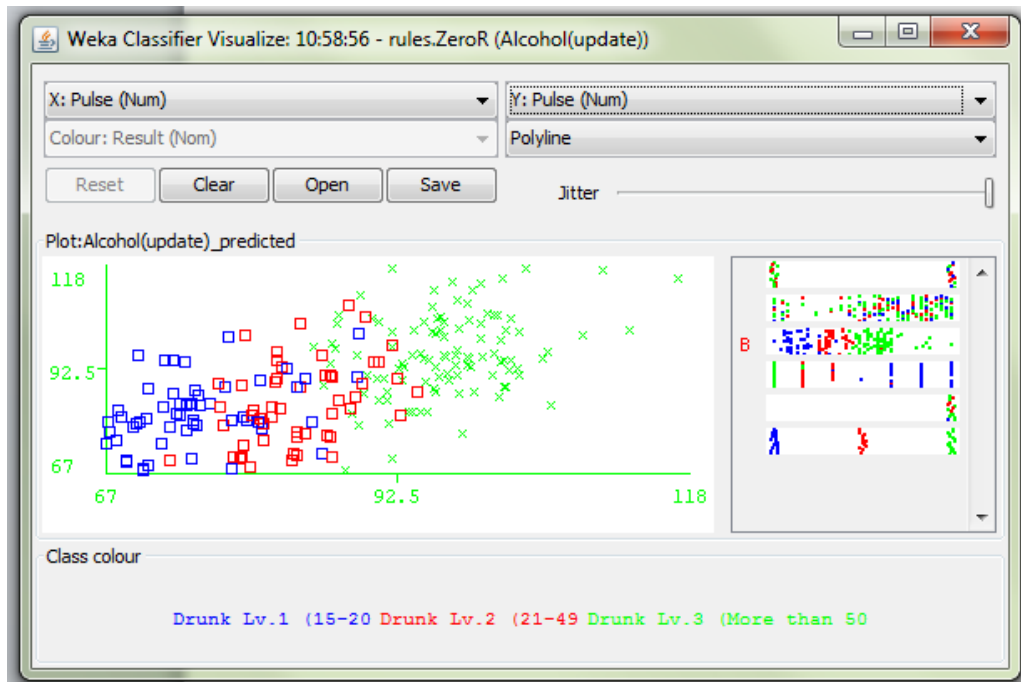 Weka Classifier Visualize: 10:58:56 - rules.ZeroR (Alcohol(update))
X: Pulse (Num) Y: Pulse (Num)
Colour: Result (Nom) Polyline
Reset Clear Open Save Jitter
Plot:Alcohol(update)_predicted
118
B
92.5
67
67 92.5 118
Class colour
Drunk Lv.1 (15-20 Drunk Lv.2 (21-49 Drunk Lv.3 (More than 50